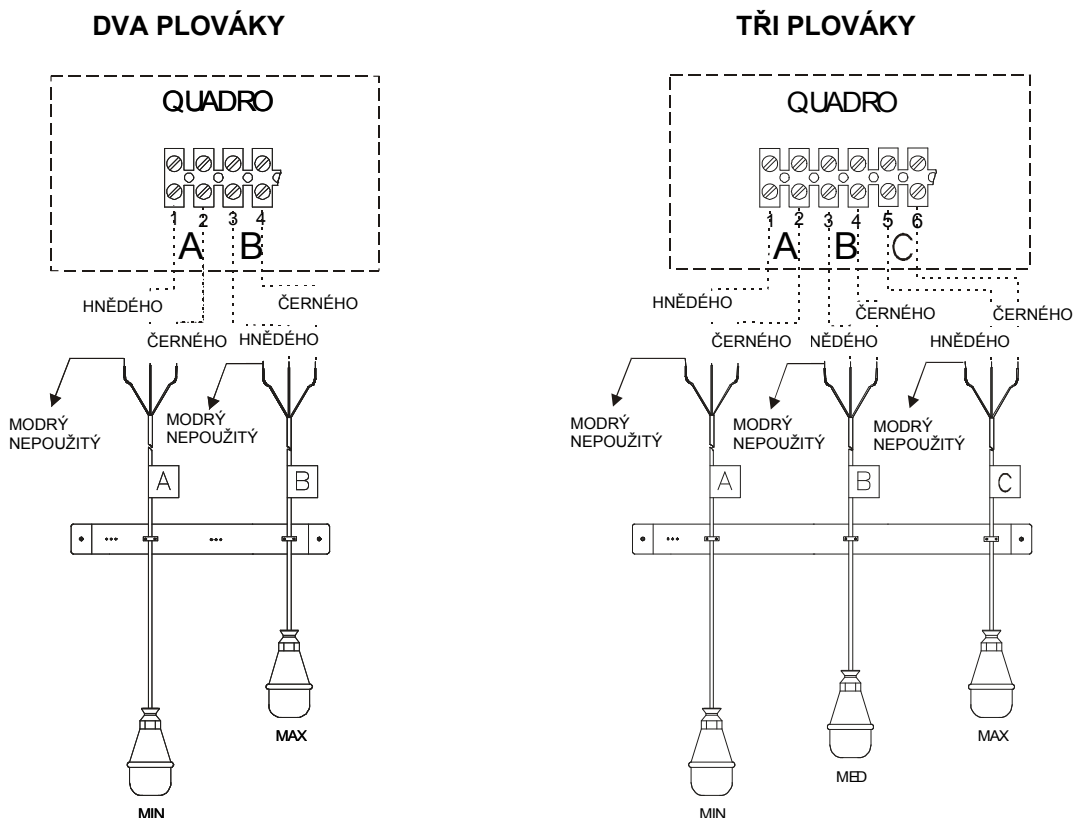 DVA PLOVÁKY
QUADRO
1 2 3 4
A B
HNĚDÉHO
ČERNÉHO
ČERNÉHO
HNĚDÉHO
MODRÝ
NEPOUŽITÝ
MODRÝ
NEPOUŽITÝ
A
B
MAX
MIN
TŘI PLOVÁKY
QUADRO
1 2 3 4 5 6
A B C
HNĚDÉHO
ČERNÉHO
ČERNÉHO
ČERNÉHO
NĚDÉHO
HNĚDÉHO
MODRÝ
NEPOUŽITÝ
MODRÝ
NEPOUŽITÝ
MODRÝ
NEPOUŽITÝ
A
B
C
MAX
MED
MIN